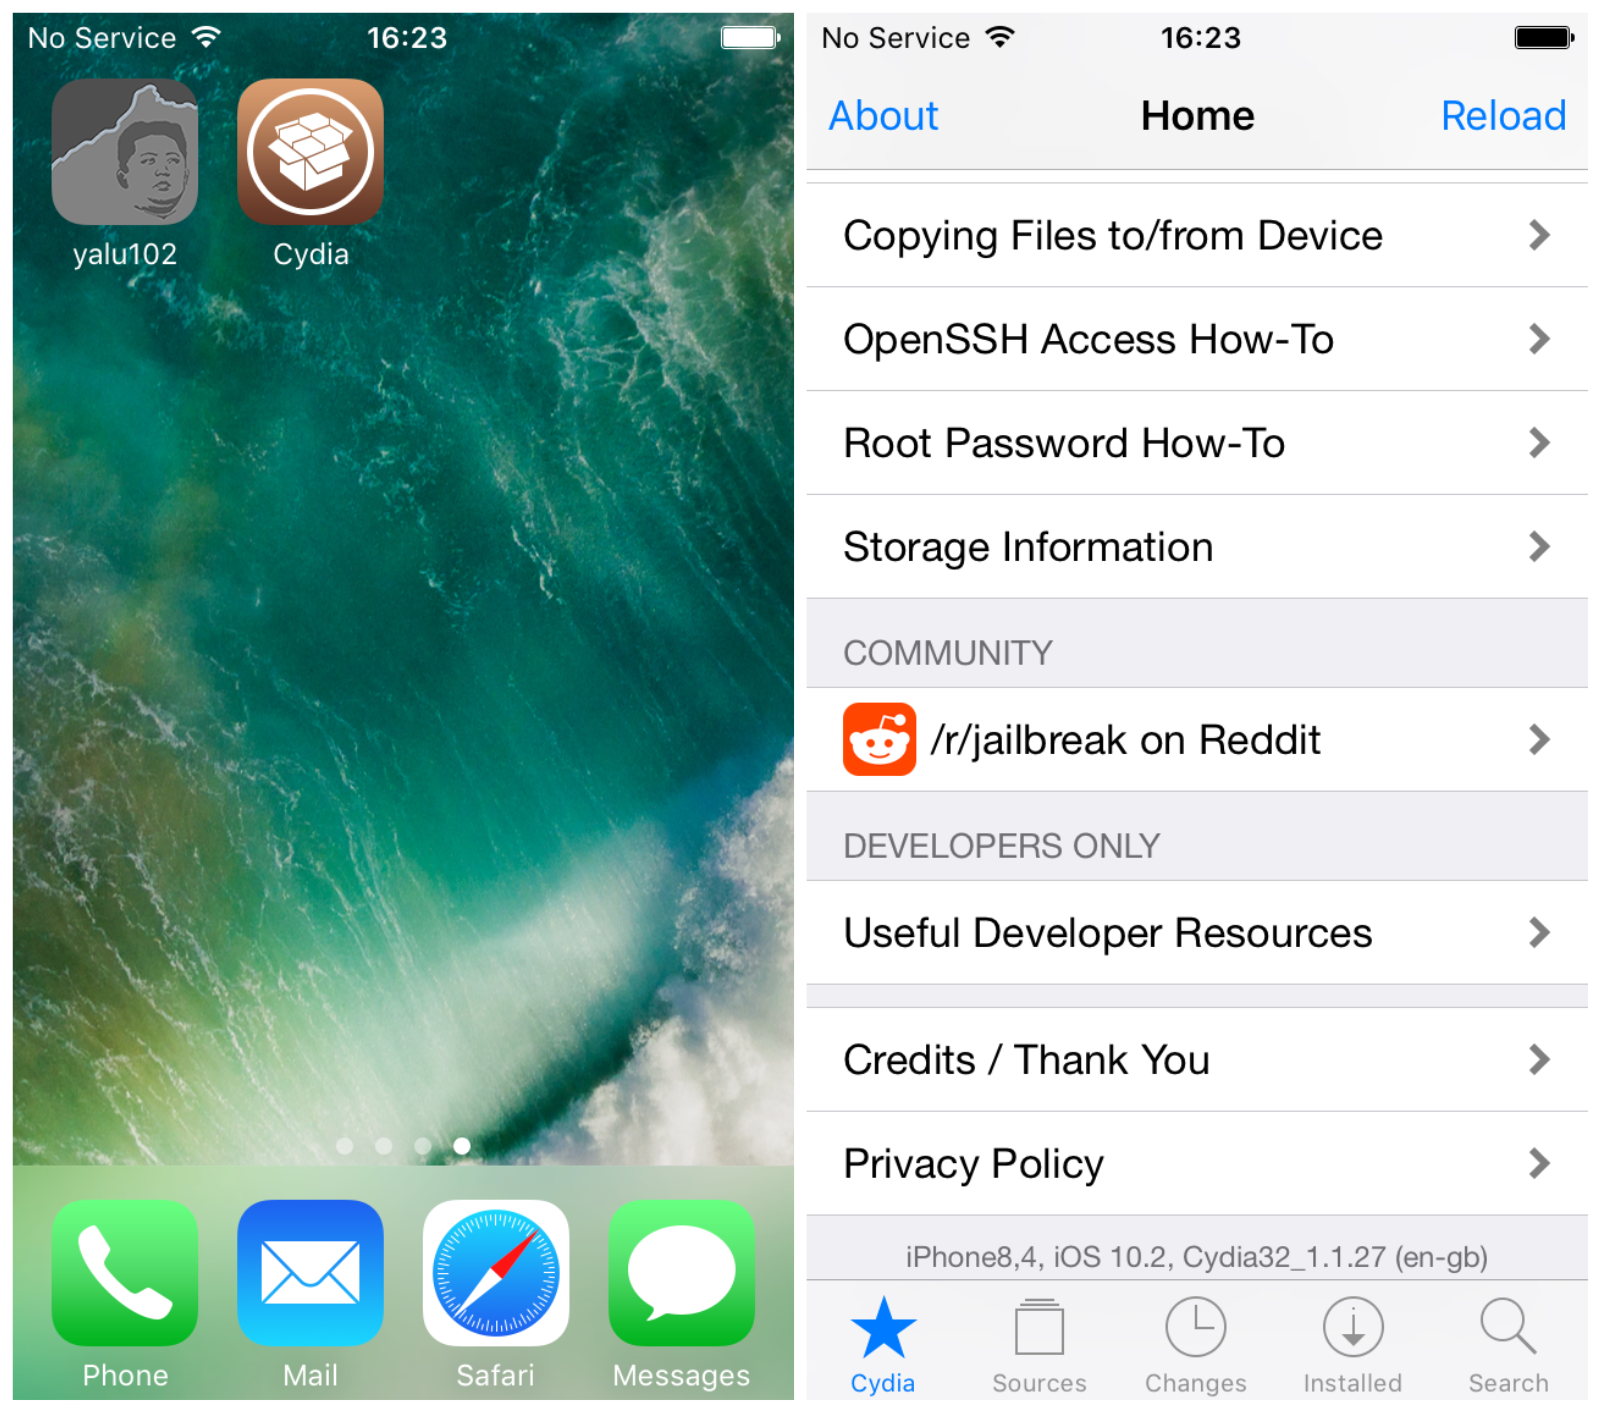 No Service 16:23
yalu102 Cydia
Phone Mail Safari Messages
No Service 16:23
About Home Reload
Copying Files to/from Device
OpenSSH Access How-To
Root Password How-To
Storage Information
COMMUNITY
/r/jailbreak on Reddit
DEVELOPERS ONLY
Useful Developer Resources
Credits / Thank You
Privacy Policy
iPhone8,4, iOS 10.2, Cydia32_1.1.27 (en-gb)
Cydia Sources Changes Installed Search